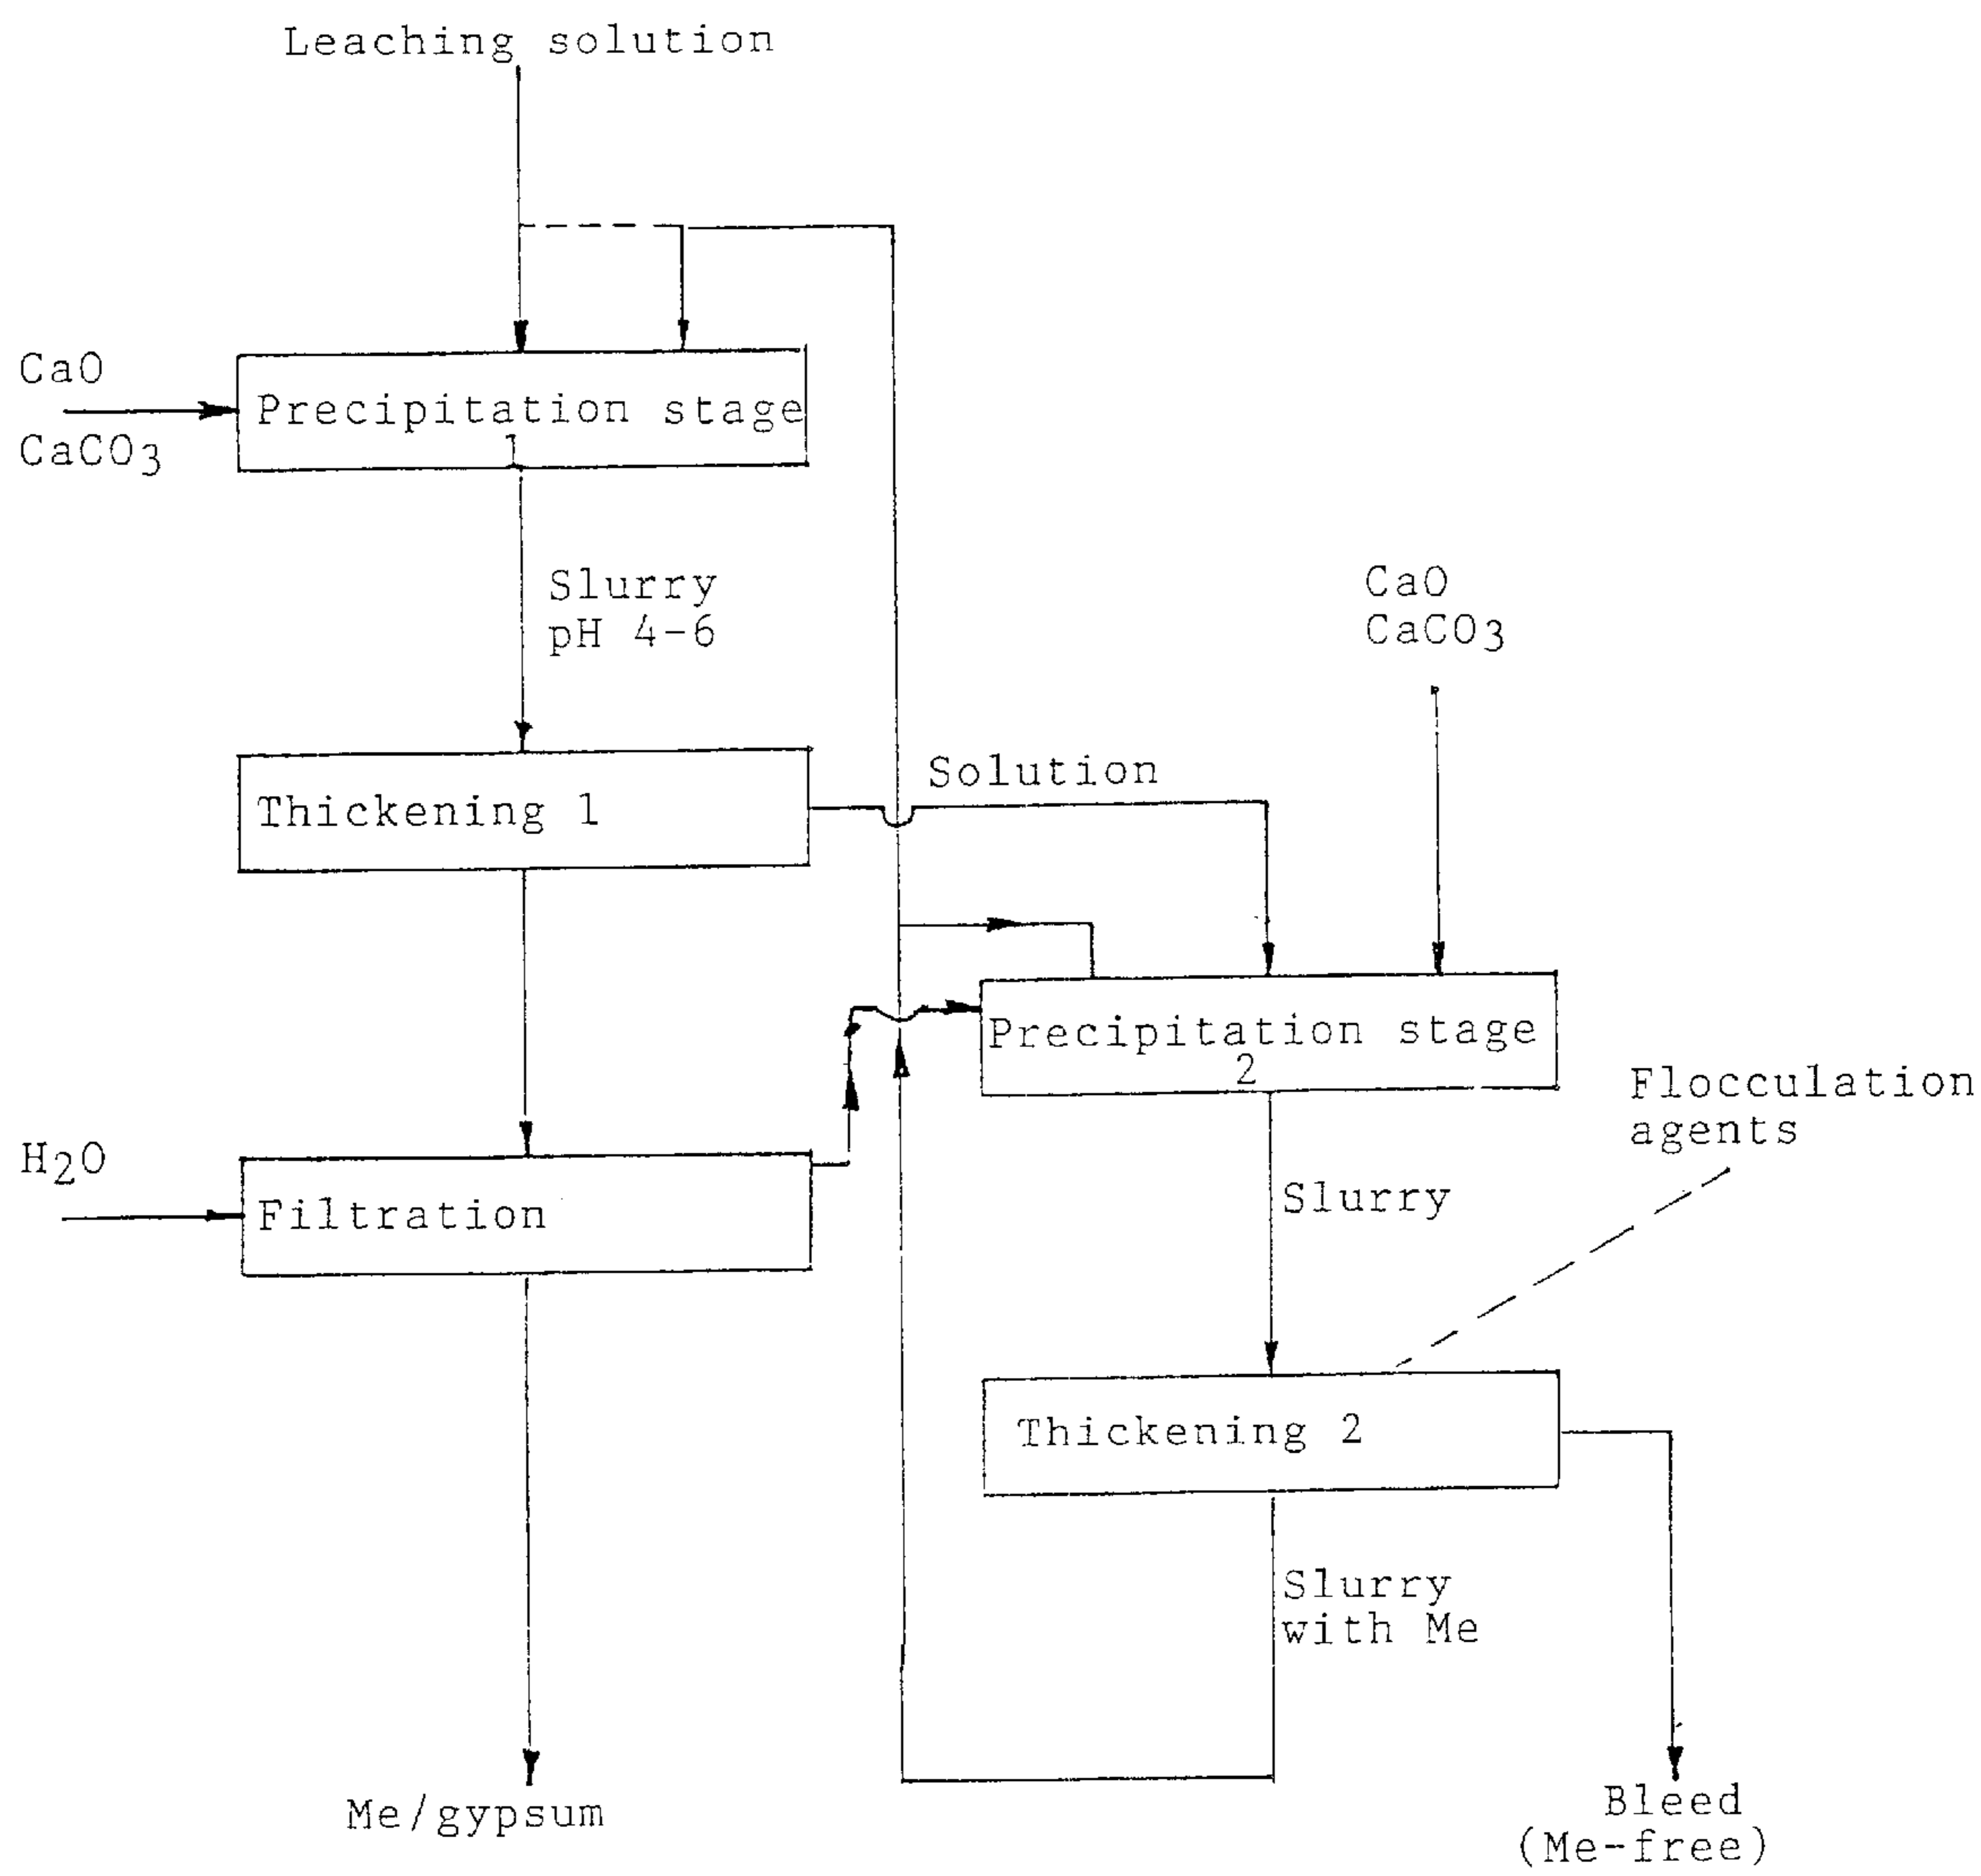 Leaching solution
CaO
CaCO3
Precipitation stage
1
Slurry
pH 4-6
CaO
CaCO3
Solution
Thickening 1
Precipitation stage
2
Flocculation
agents
H2O
Filtration
Slurry
Thickening 2
Slurry
with Me
Me/gypsum
Bleed
(Me-free)